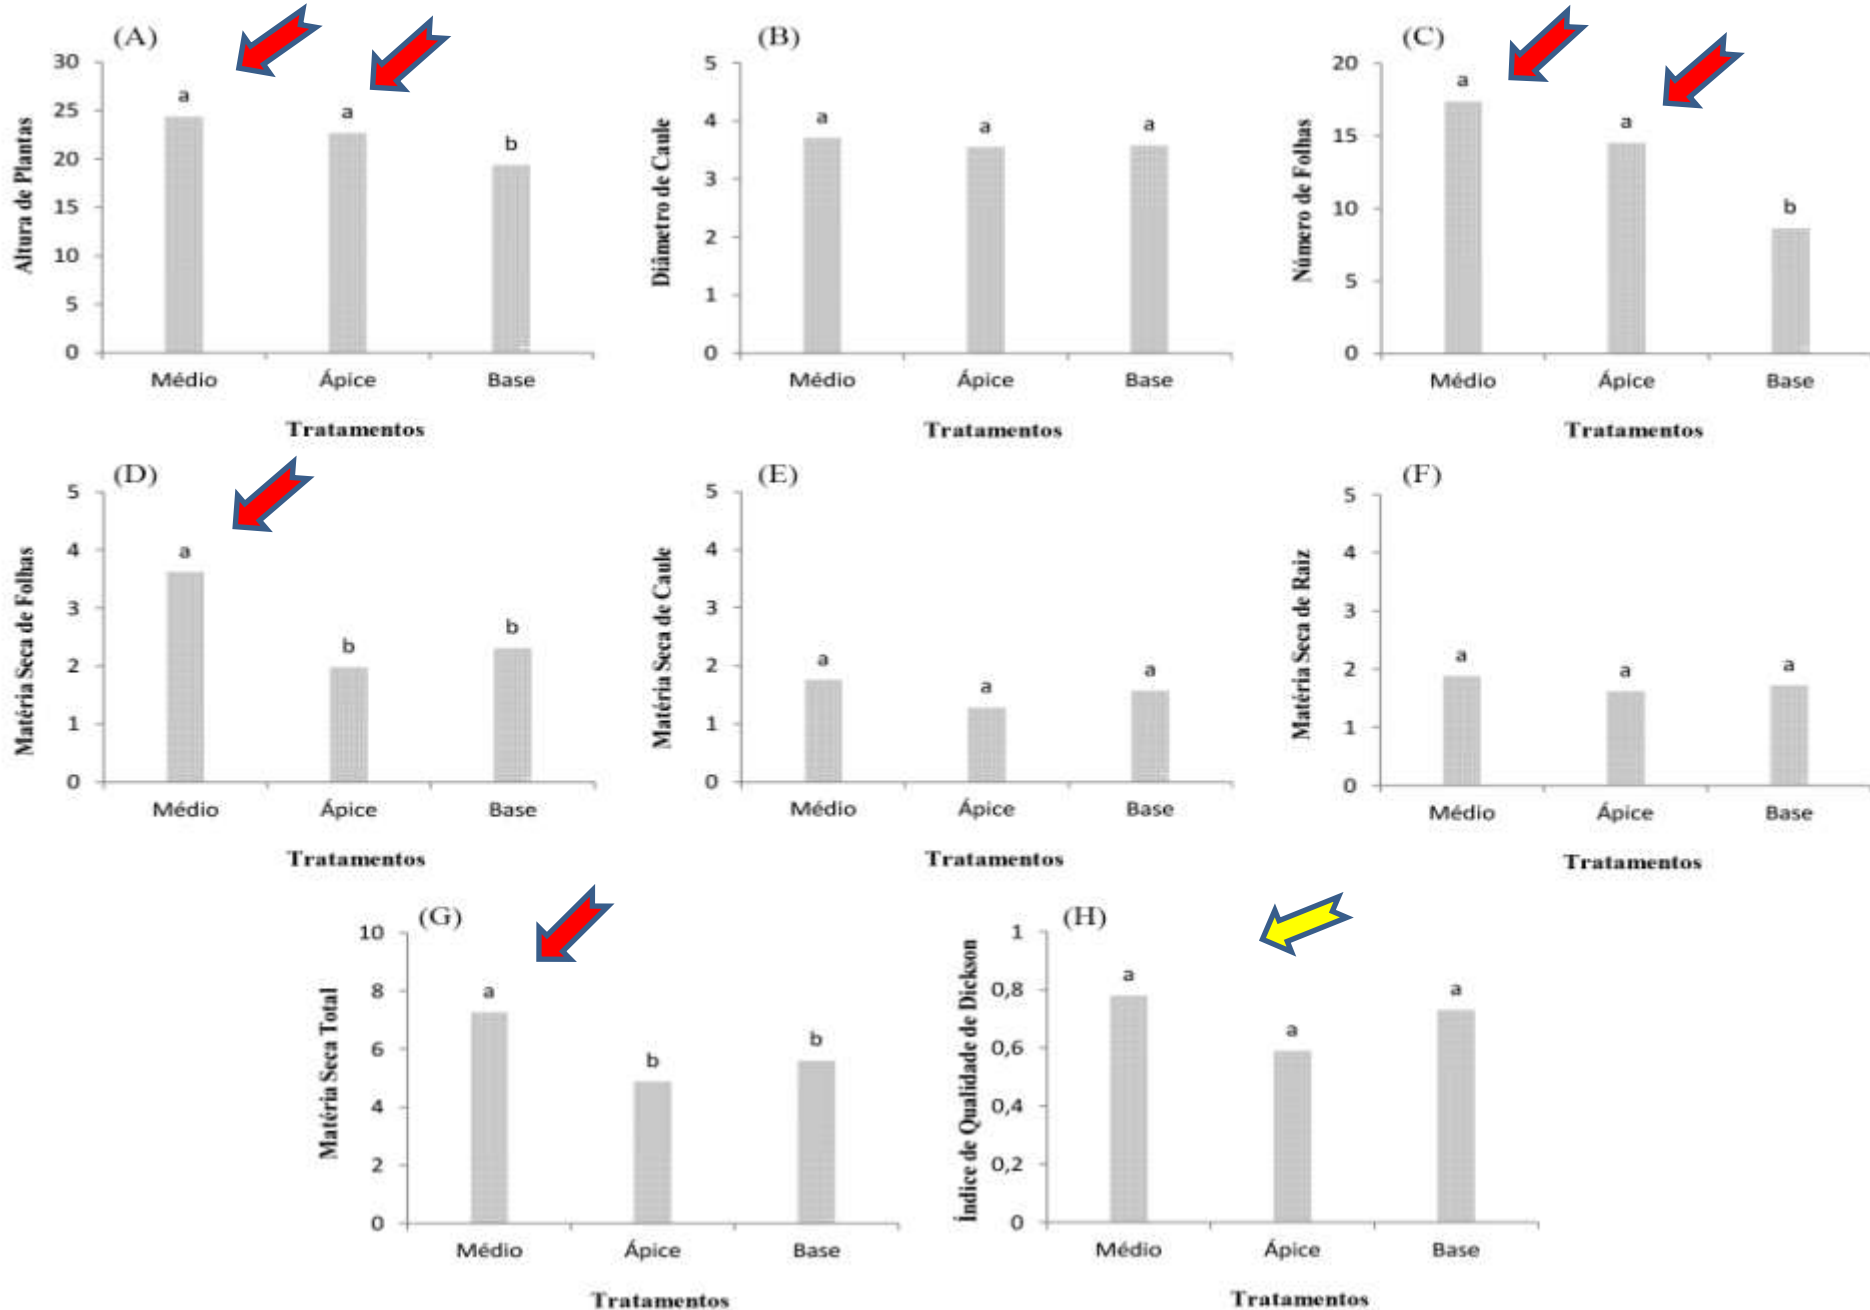 (A)
Altura de Plantas
30
25
20
15
10
5
0
a
a
b
Médio Ápice Base
Tratamentos
(B)
Diâmetro de Caule
5
4
3
2
1
0
a
a
a
Médio Ápice Base
Tratamentos
(C)
Número de Folhas
20
15
10
5
0
a
a
b
Médio Ápice Base
Tratamentos
(D)
Matéria Seca de Folhas
5
4
3
2
1
0
a
b
b
Médio Ápice Base
Tratamentos
(E)
Matéria Seca de Caule
5
4
3
2
1
0
a
a
a
Médio Ápice Base
Tratamentos
(F)
Matéria Seca de Raiz
5
4
3
2
1
0
a
a
a
Médio Ápice Base
Tratamentos
(G)
Matéria Seca Total
10
8
6
4
2
0
a
b
b
Médio Ápice Base
Tratamentos
(H)
Índice de Qualidade de Dickson
1
0,8
0,6
0,4
0,2
0
a
a
a
Médio Ápice Base
Tratamentos